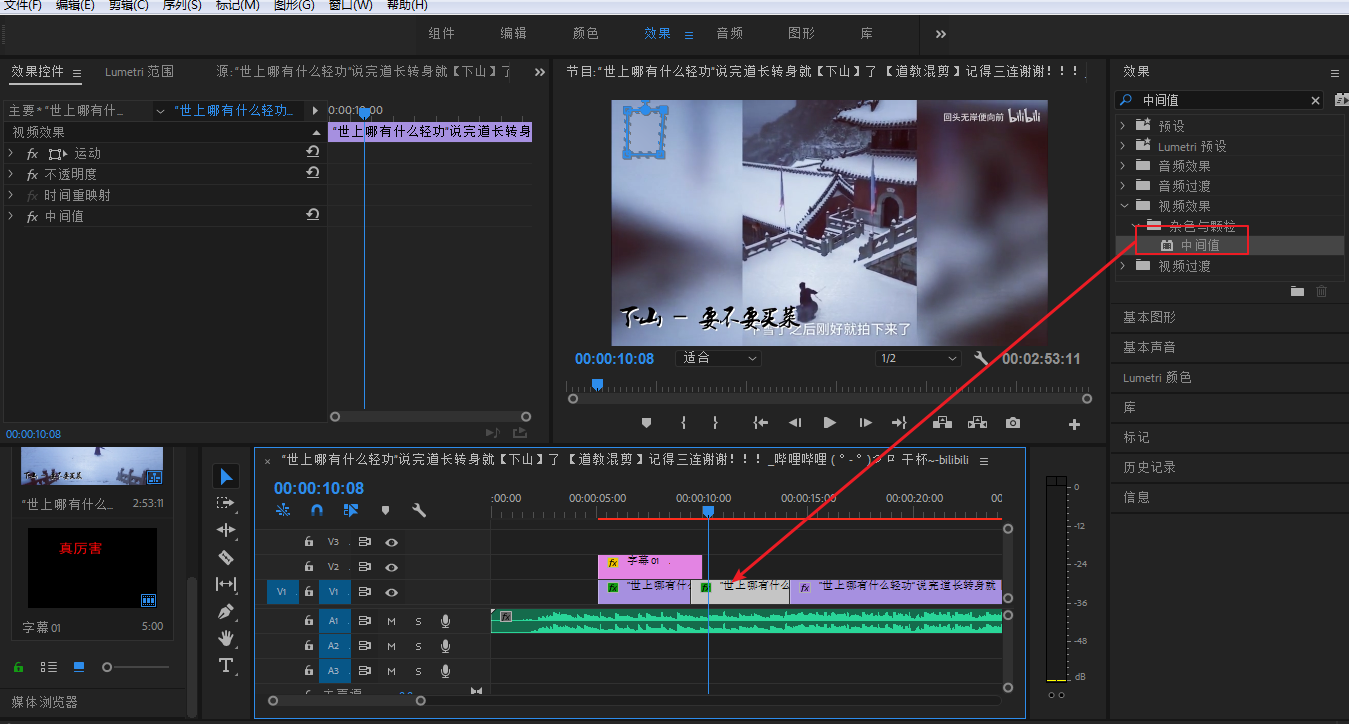 文件(F) 编辑(E) 剪辑(C) 序列(S) 标记(M) 图形(G) 窗口(W) 帮助(H)
组件 编辑 颜色 效果 音频 图形 库
效果控件 Lumetri 范围 源:"世上哪有什么轻功"说完道长转身就【下山】了
主要*"世上哪有什... "世上哪有什么轻功... 0:00:10:00
视频效果 "世上哪有什么轻功"说完道长转身
fx 运动
fx 不透明度
fx 时间重映射
fx 中间值
00:00:10:08
节目:"世上哪有什么轻功"说完道长转身就【下山】了 【道教混剪】记得三连谢谢！！！
回头无岸便向前 bilibili
下山 - 要不要买菜
下雪了之后刚好就拍下来了
00:00:10:08 适合 1/2 00:02:53:11
效果
中间值
预设
Lumetri 预设
音频效果
音频过渡
视频效果
杂色与颗粒
中间值
视频过渡
基本图形
基本声音
Lumetri 颜色
库
标记
历史记录
信息
下山 - 要不要买菜
"世上哪有什么... 2:53:11
真厉害
字幕 01 5:00
媒体浏览器
"世上哪有什么轻功"说完道长转身就【下山】了 【道教混剪】记得三连谢谢！！！_哔哩哔哩 ( ゜- ゜)つロ 干杯~-bilibili
00:00:10:08
:00:00 00:00:05:00 00:00:10:00 00:00:15:00 00:00:20:00 00
V3
V2 fx 字幕 01
V1 V1 fx "世上哪有什么 fx "世上哪有什么 fx "世上哪有什么轻功"说完道长转身就
A1 M S fx
A2 M S
A3 M S
0
-12
-24
-36
-48
dB